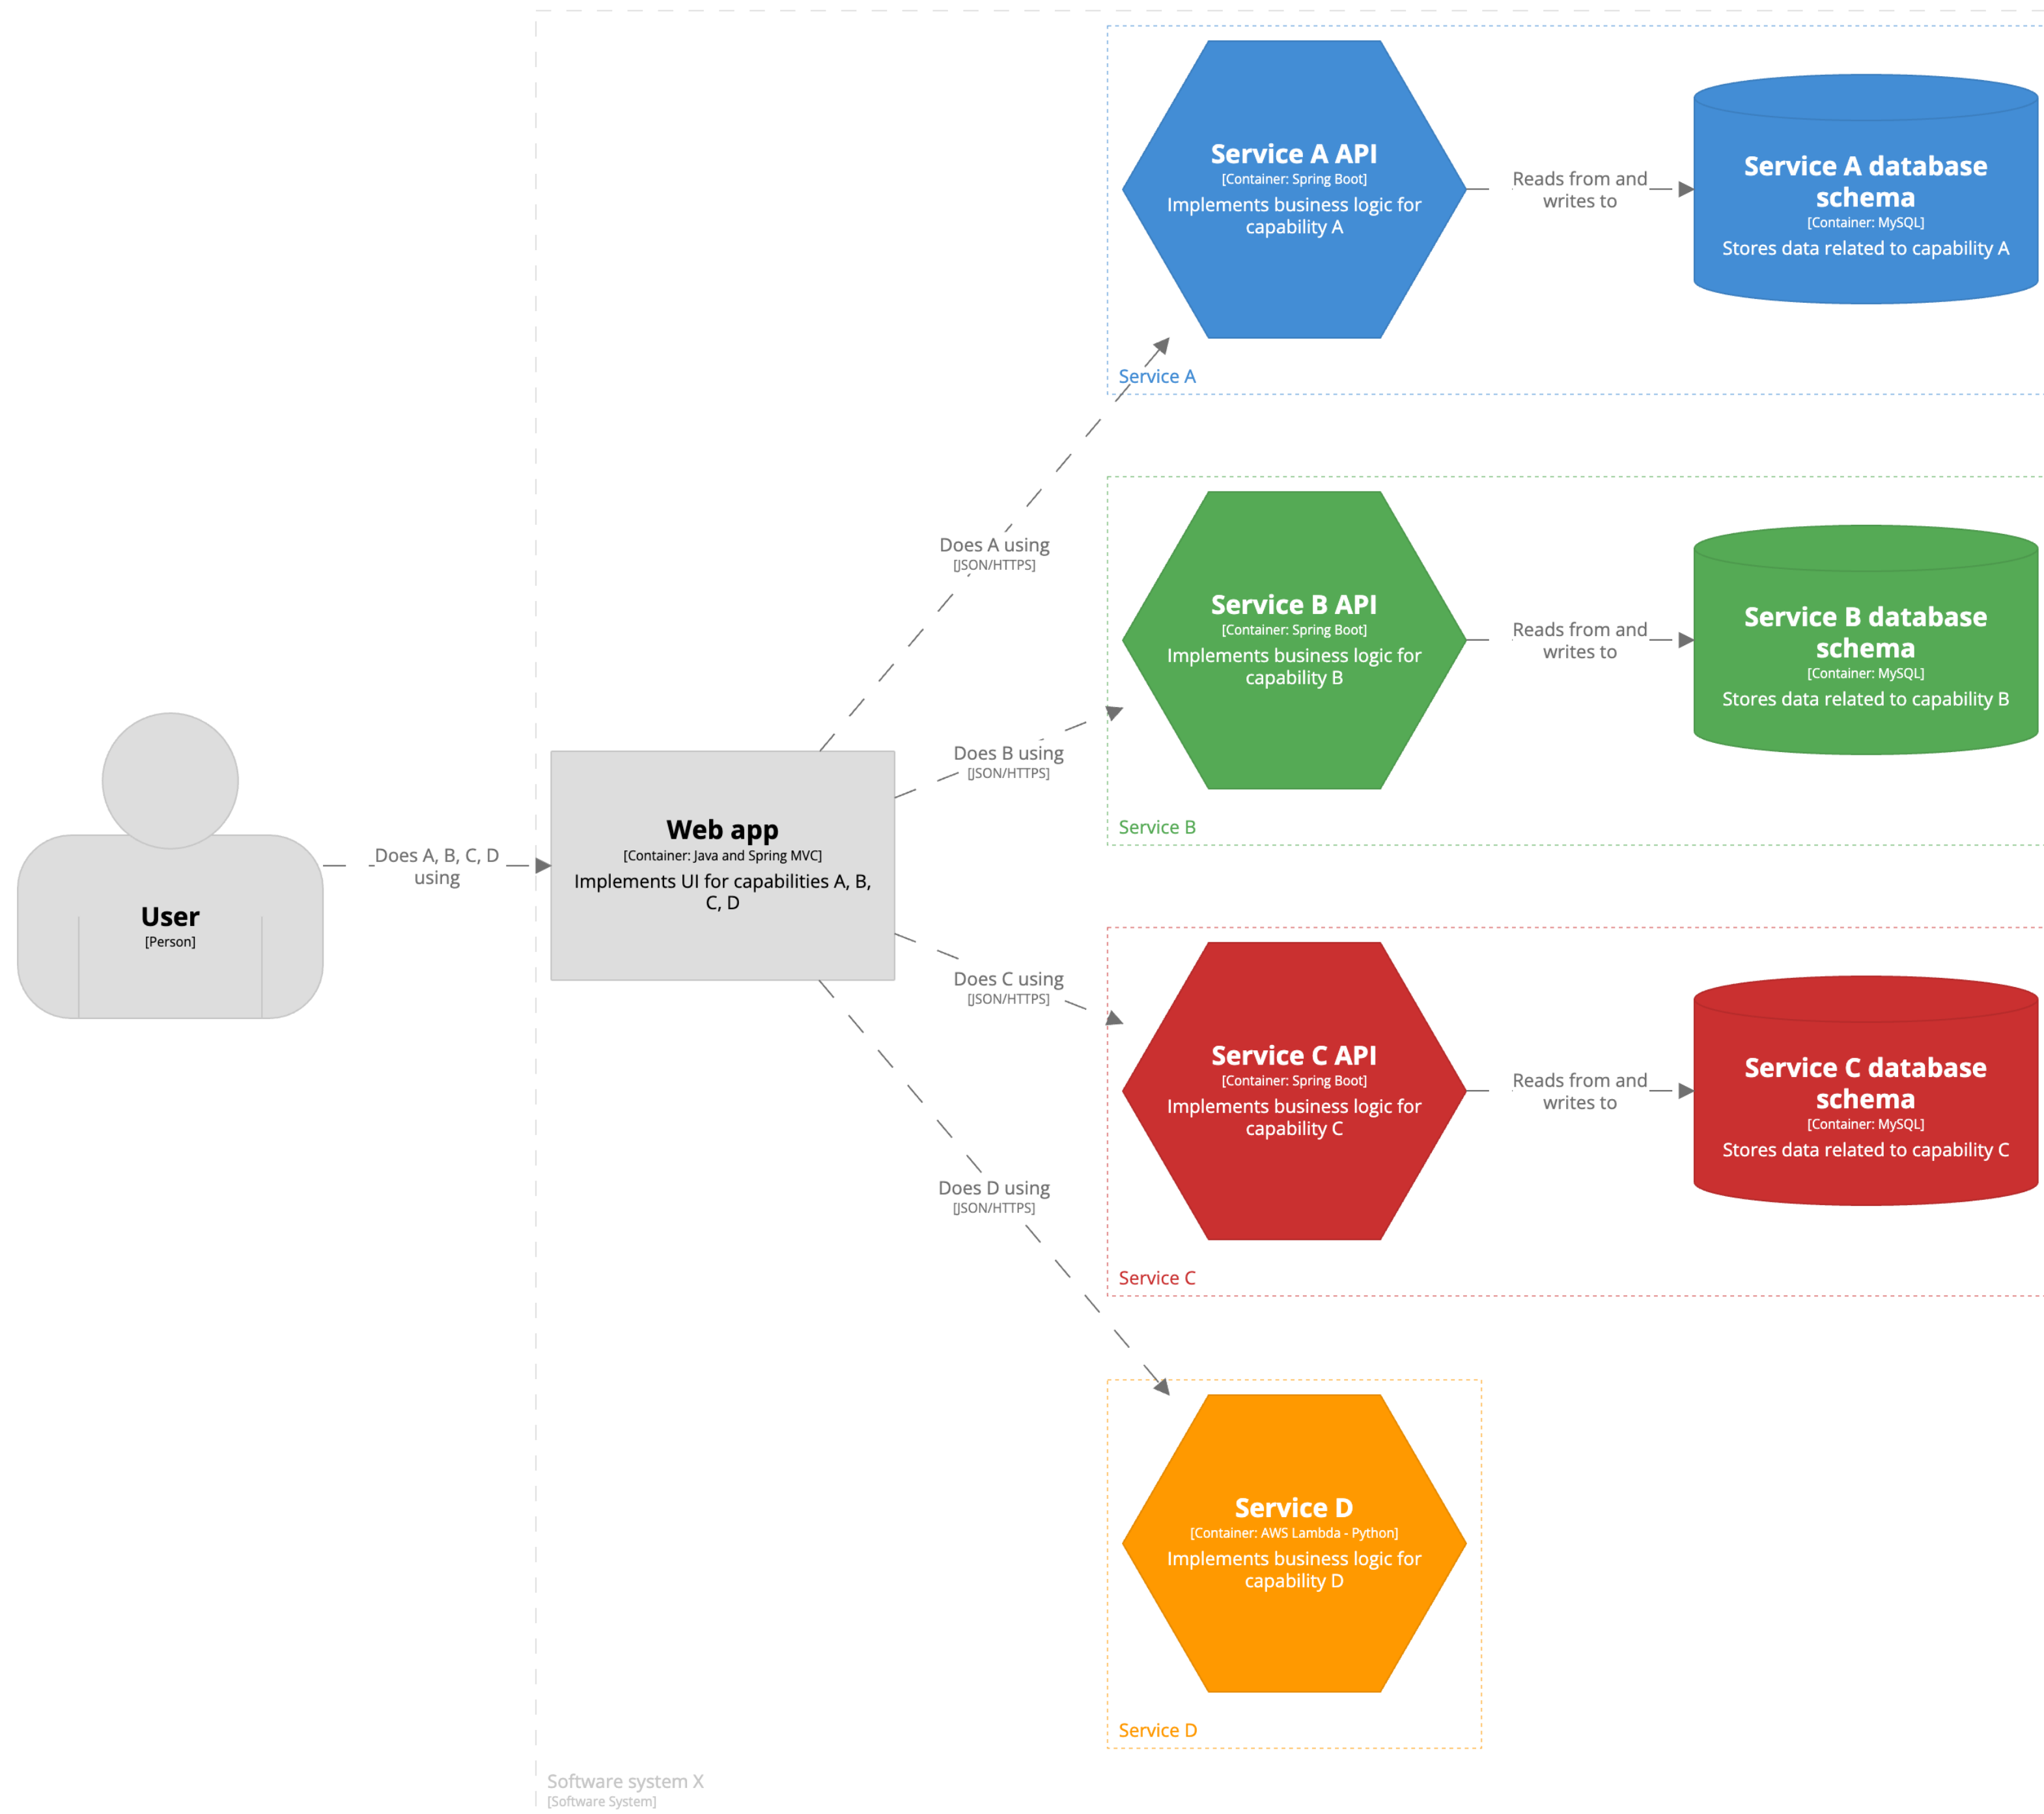 Service A API
[Container: Spring Boot]
Implements business logic for
capability A
Reads from and
writes to
Service A database
schema
[Container: MySQL]
Stores data related to capability A
Service A
Does A using
[JSON/HTTPS]
Service B API
[Container: Spring Boot]
Implements business logic for
capability B
Reads from and
writes to
Service B database
schema
[Container: MySQL]
Stores data related to capability B
Service B
Does B using
[JSON/HTTPS]
User
[Person]
Does A, B, C, D
using
Web app
[Container: Java and Spring MVC]
Implements UI for capabilities A, B,
C, D
Does C using
[JSON/HTTPS]
Service C API
[Container: Spring Boot]
Implements business logic for
capability C
Reads from and
writes to
Service C database
schema
[Container: MySQL]
Stores data related to capability C
Service C
Does D using
[JSON/HTTPS]
Service D
[Container: AWS Lambda - Python]
Implements business logic for
capability D
Service D
Software system X
[Software System]